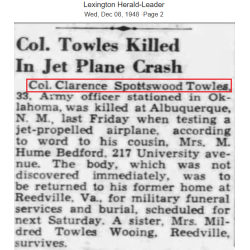 Lexington Herald-Leader
Wed, Dec 08, 1948 · Page 2
Col. Towles Killed
In Jet Plane Crash
Col. Clarence Spottswood Towles,
33, Army officer stationed in Ok-
lahoma, was killed at Albuquerque,
N. M., last Friday when testing a
jet-propelled airplane, according
to word to his cousin, Mrs. M.
Hume Bedford, 217 University ave-
nue. The body, which was not
discovered immediately, was to
be returned to his former home at
Reedville, Va., for military funeral
services and burial, scheduled for
next Saturday. A sister, Mrs. Mil-
dred Towles Wooing, Reedville,
survives.